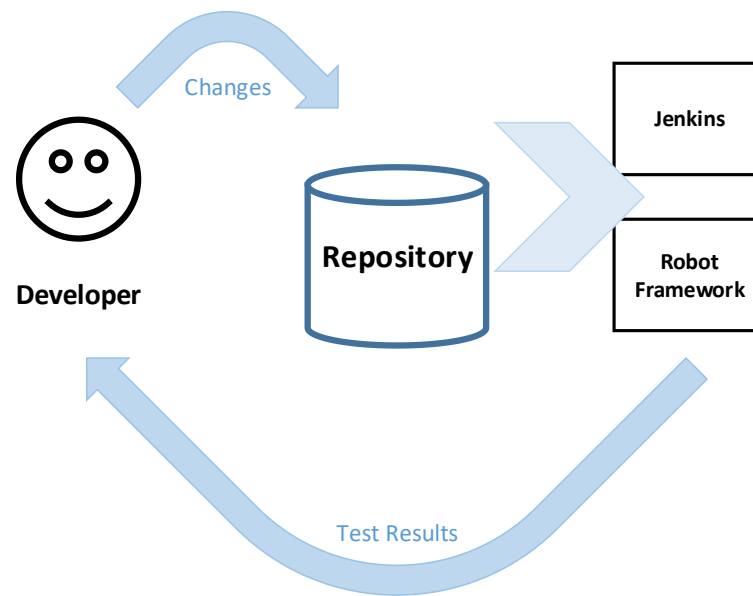 Changes
Jenkins
Repository
Robot
Framework
Developer
Test Results